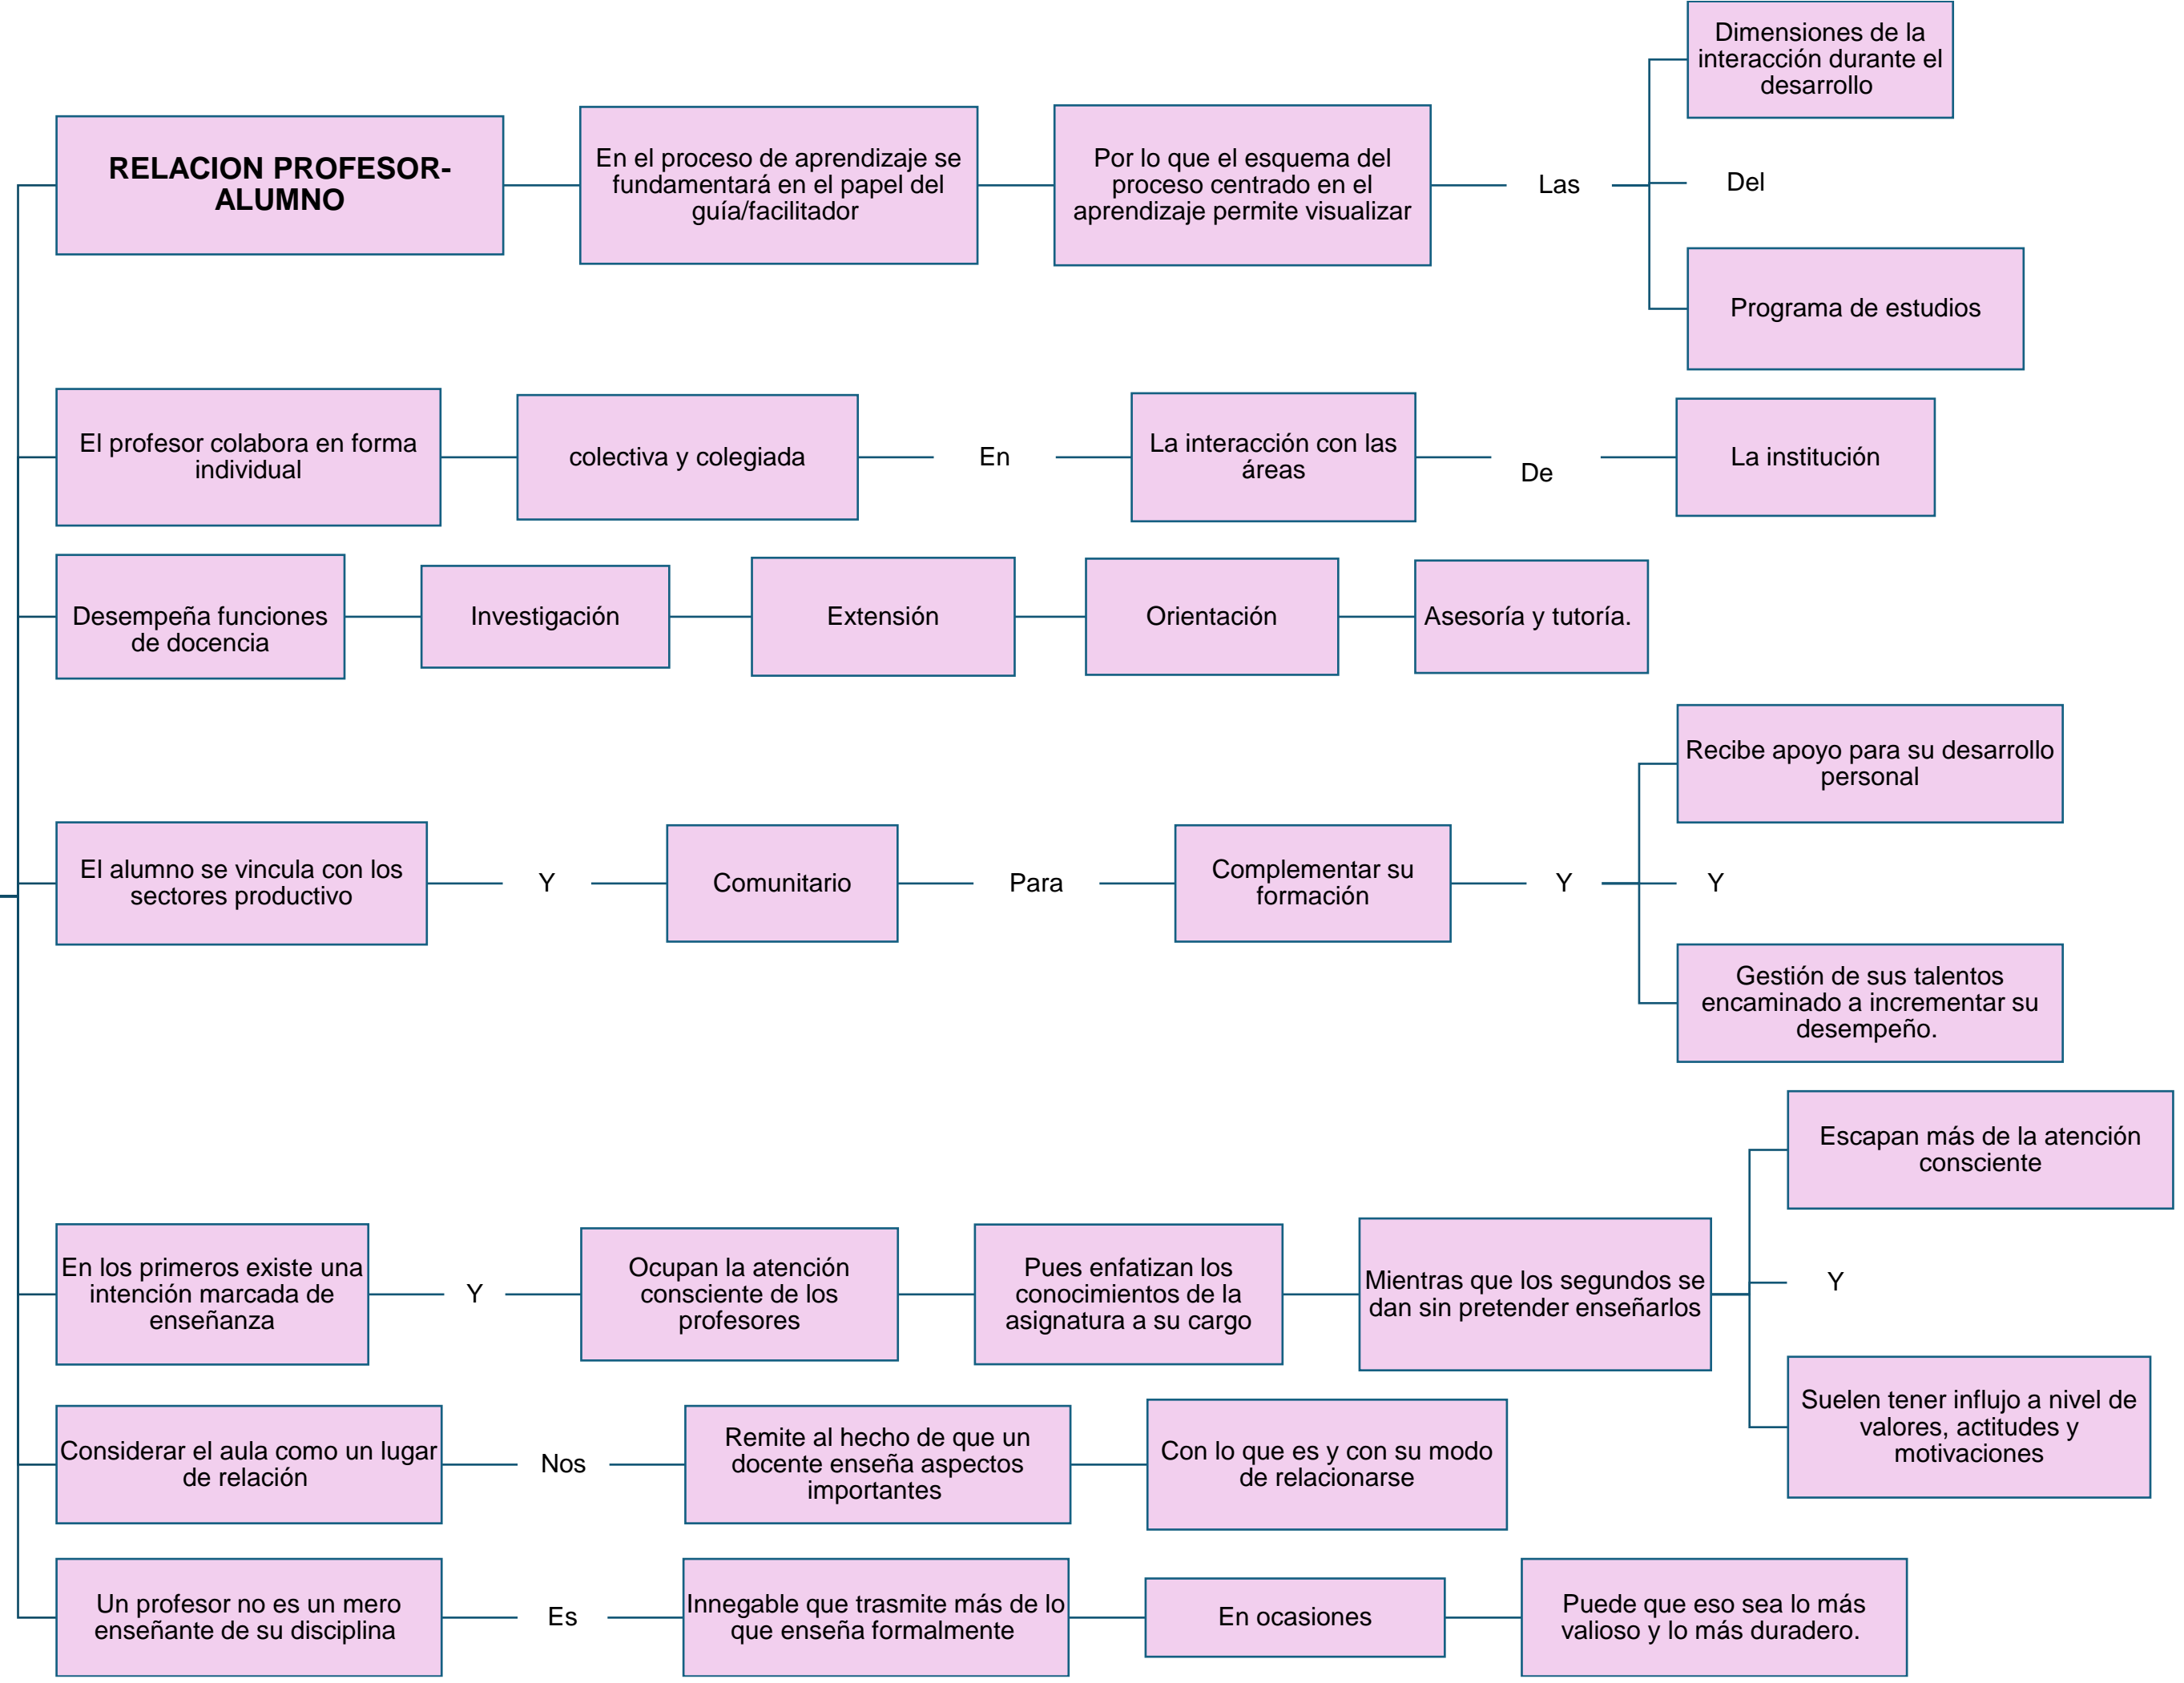 RELACION PROFESOR-
ALUMNO
En el proceso de aprendizaje se
fundamentará en el papel del
guía/facilitador
Por lo que el esquema del
proceso centrado en el
aprendizaje permite visualizar
Las
Dimensiones de la
interacción durante el
desarrollo
Del
Programa de estudios
El profesor colabora en forma
individual
colectiva y colegiada
En
La interacción con las
áreas
De
La institución
Desempeña funciones
de docencia
Investigación
Extensión
Orientación
Asesoría y tutoría.
El alumno se vincula con los
sectores productivo
Y
Comunitario
Para
Complementar su
formación
Y
Recibe apoyo para su desarrollo
personal
Y
Gestión de sus talentos
encaminado a incrementar su
desempeño.
En los primeros existe una
intención marcada de
enseñanza
Y
Ocupan la atención
consciente de los
profesores
Pues enfatizan los
conocimientos de la
asignatura a su cargo
Mientras que los segundos se
dan sin pretender enseñarlos
Escapan más de la atención
consciente
Y
Suelen tener influjo a nivel de
valores, actitudes y
motivaciones
Considerar el aula como un lugar
de relación
Nos
Remite al hecho de que un
docente enseña aspectos
importantes
Con lo que es y con su modo
de relacionarse
Un profesor no es un mero
enseñante de su disciplina
Es
Innegable que trasmite más de lo
que enseña formalmente
En ocasiones
Puede que eso sea lo más
valioso y lo más duradero.